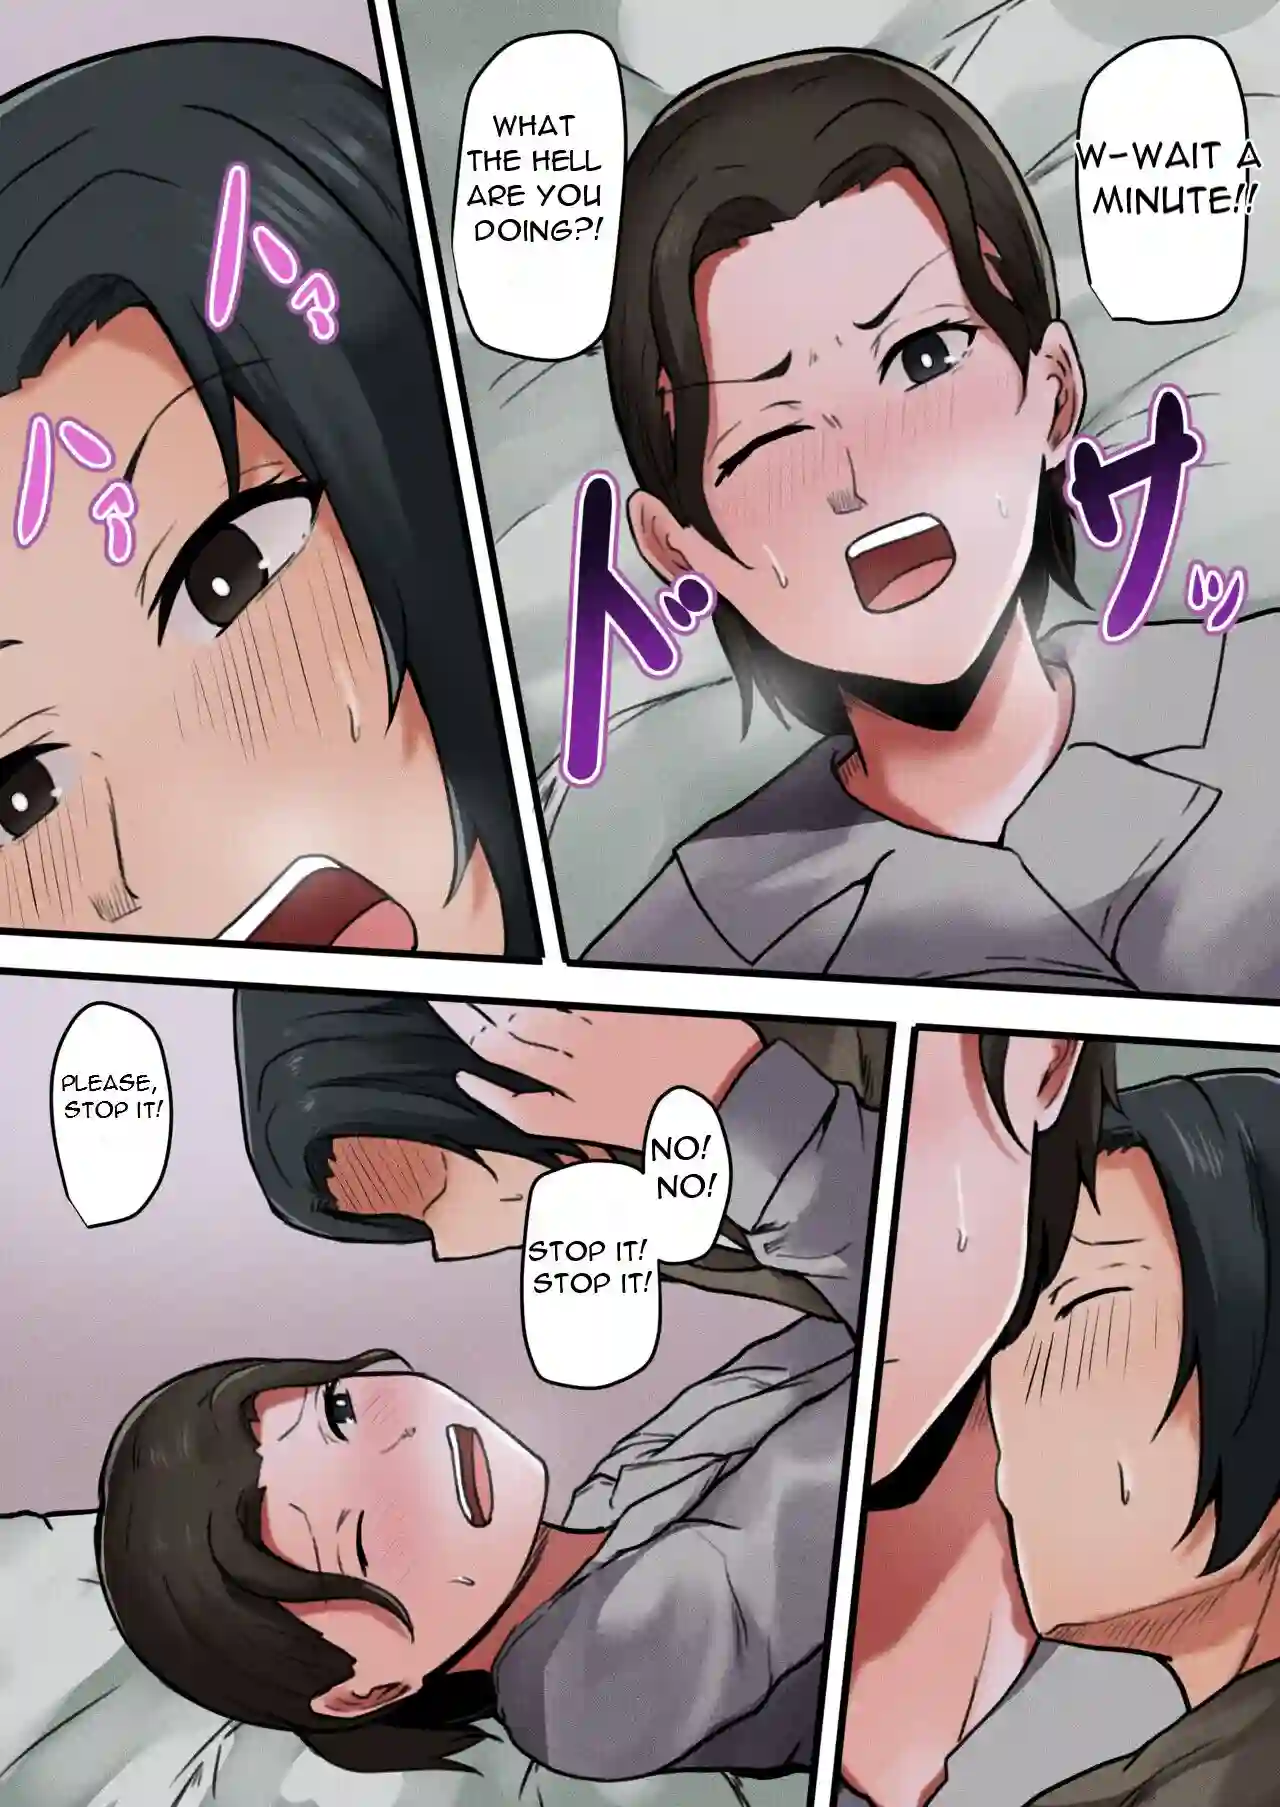 WHAT
THE HELL
ARE YOU
DOING?!
W-WAIT A
MINUTE!!
ハァ
ハァ
ドサッ
PLEASE,
STOP IT!
NO!
NO!
STOP IT!
STOP IT!